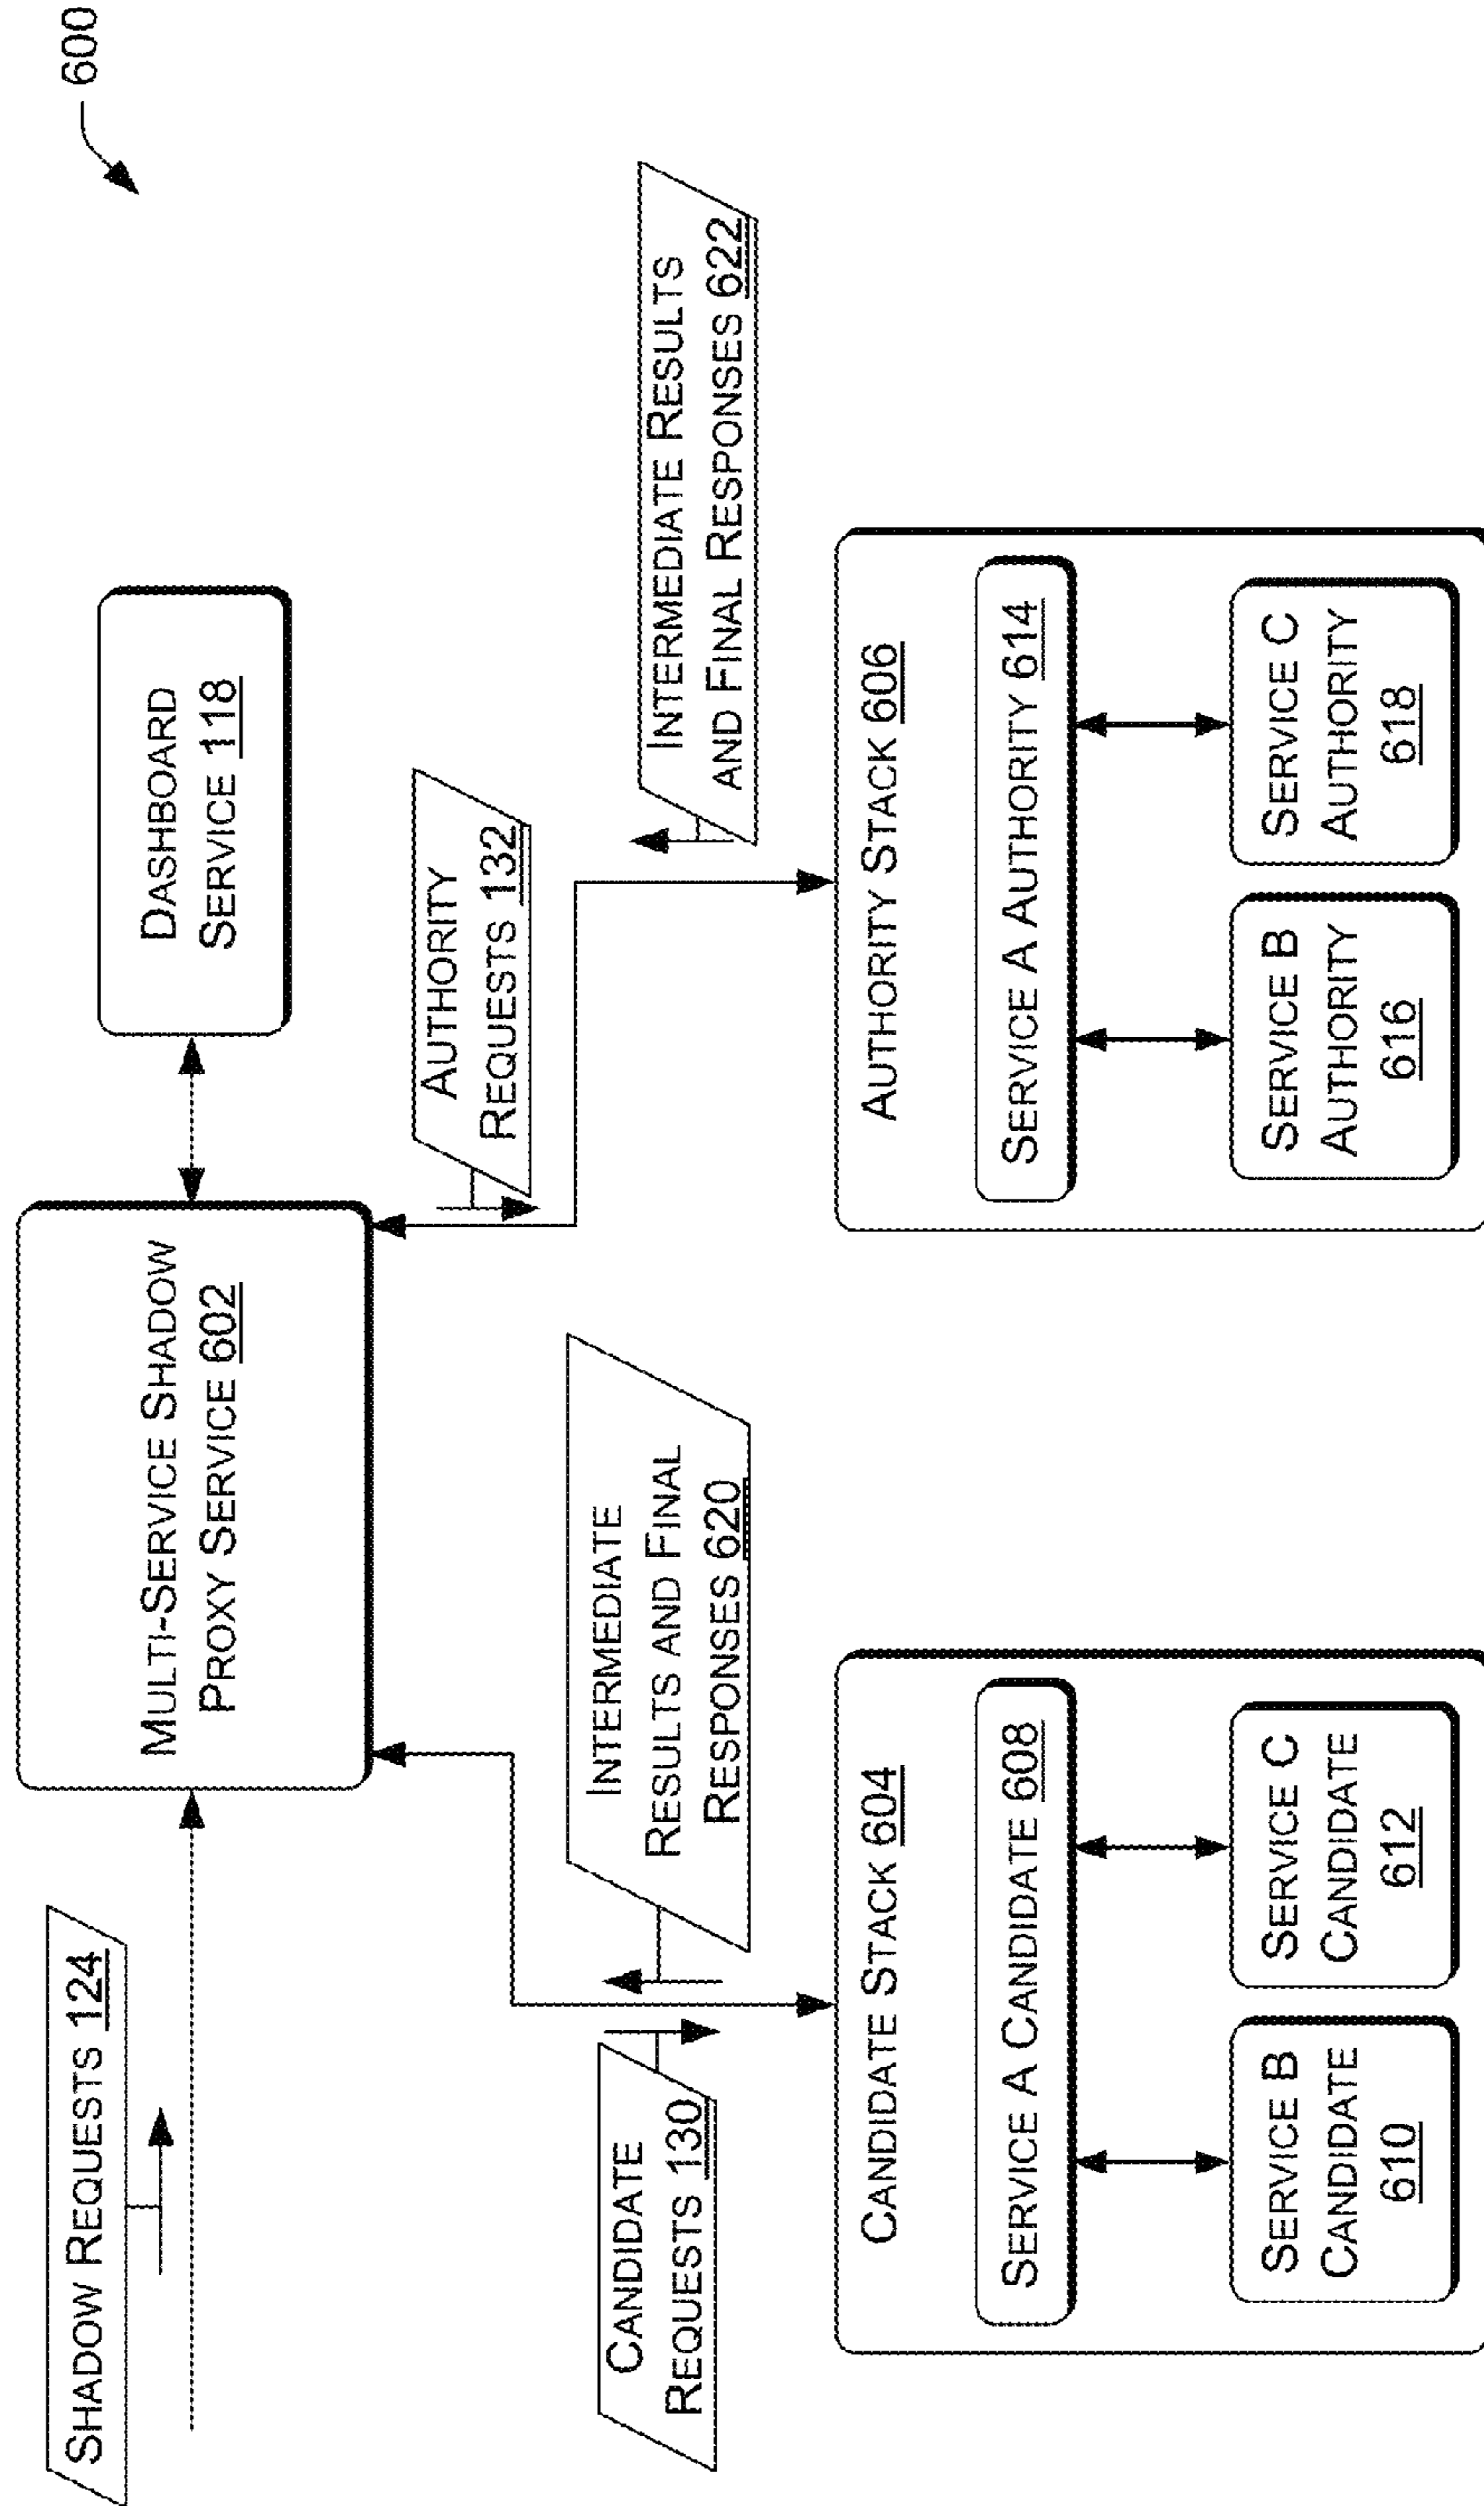 600
SHADOW REQUESTS 124
MULTI-SERVICE SHADOW
PROXY SERVICE 602
DASHBOARD
SERVICE 118
CANDIDATE
REQUESTS 130
INTERMEDIATE
RESULTS AND FINAL
RESPONSES 620
AUTHORITY
REQUESTS 132
INTERMEDIATE RESULTS
AND FINAL RESPONSES 622
CANDIDATE STACK 604
SERVICE A CANDIDATE 608
SERVICE B
CANDIDATE
610
SERVICE C
CANDIDATE
612
AUTHORITY STACK 606
SERVICE A AUTHORITY 614
SERVICE B
AUTHORITY
616
SERVICE C
AUTHORITY
618